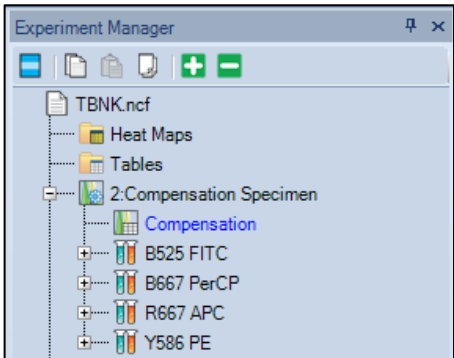 Experiment Manager
TBNK.ncf
Heat Maps
Tables
2:Compensation Specimen
Compensation
B525 FITC
B667 PerCP
R667 APC
Y586 PE